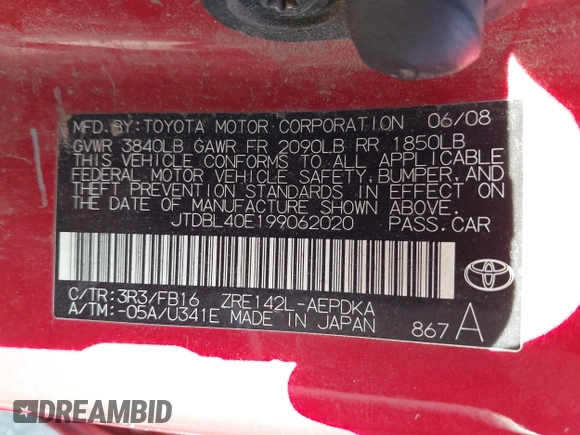 MFD. BY: TOYOTA MOTOR CORPORATION 06/08
GVWR 3840LB GAWR FR 2090LB RR 1850LB
THIS VEHICLE CONFORMS TO ALL APPLICABLE
FEDERAL MOTOR VEHICLE SAFETY, BUMPER, AND
THEFT PREVENTION STANDARDS IN EFFECT ON
THE DATE OF MANUFACTURE SHOWN ABOVE.
JTDBL40E199062020 PASS. CAR
TOYOTA
C/TR: 3R3/FB16 ZRE142L-AEPDKA
A/TM: -05A/U341E MADE IN JAPAN 867 A
DREAMBID